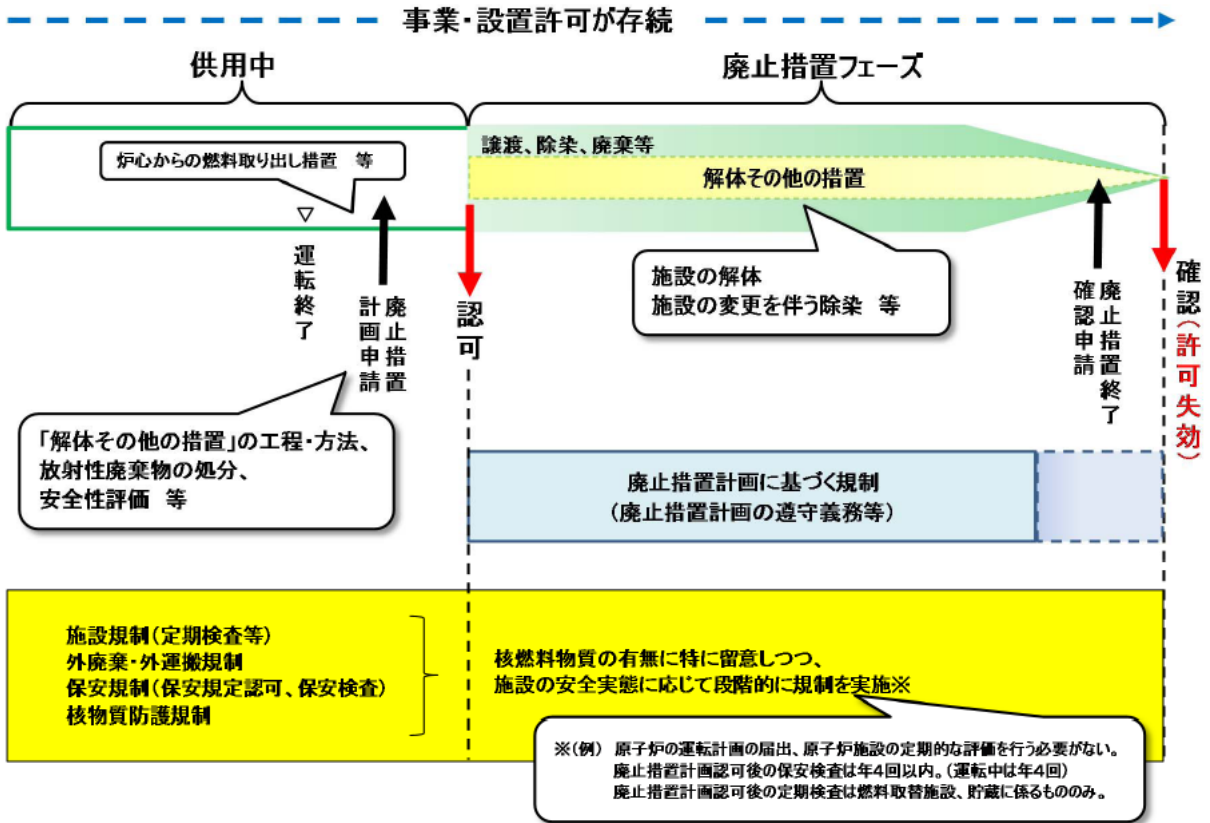 事業・設置許可が存続
供用中
廃止措置フェーズ
炉心からの燃料取り出し措置 等
譲渡、除染、廃棄等
解体その他の措置
▽
運転終了
廃止措置
計画申請
認可
施設の解体
施設の変更を伴う除染 等
廃止措置終了
確認申請
確認(許可失効)
「解体その他の措置」の工程・方法、
放射性廃棄物の処分、
安全性評価 等
廃止措置計画に基づく規制
(廃止措置計画の遵守義務等)
施設規制(定期検査等)
外廃棄・外運搬規制
保安規制(保安規定認可、保安検査)
核物質防護規制
核燃料物質の有無に特に留意しつつ、
施設の安全実態に応じて段階的に規制を実施※
※(例) 原子炉の運転計画の届出、原子炉施設の定期的な評価を行う必要がない。
廃止措置計画認可後の保安検査は年4回以内。(運転中は年4回)
廃止措置計画認可後の定期検査は燃料取替施設、貯蔵に係るもののみ。